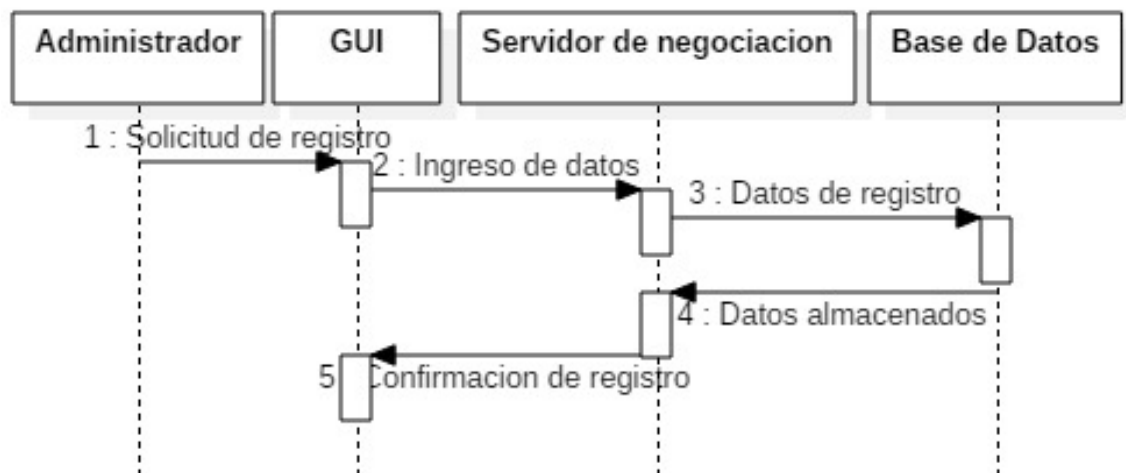 Administrador
GUI
Servidor de negociacion
Base de Datos
1 : Solicitud de registro
2 : Ingreso de datos
3 : Datos de registro
4 : Datos almacenados
5 Confirmacion de registro